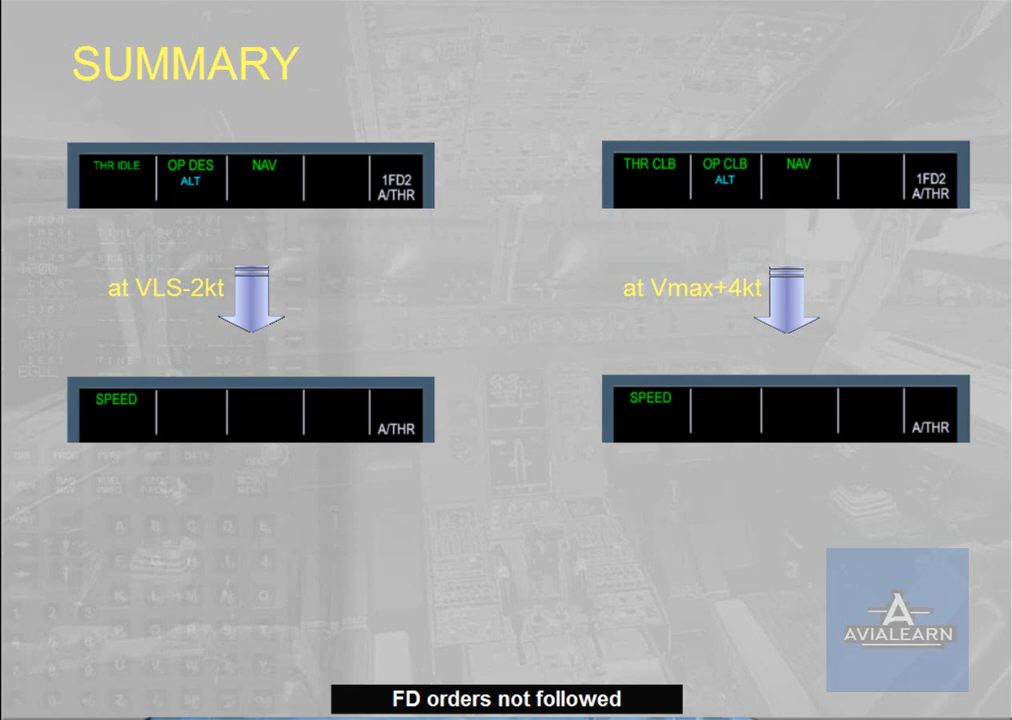 SUMMARY
THR IDLE OP DES NAV
ALT 1FD2
A/THR
THR CLB OP CLB NAV
ALT 1FD2
A/THR
at VLS-2kt
at Vmax+4kt
SPEED
A/THR
SPEED
A/THR
A
AVIALEARN
FD orders not followed